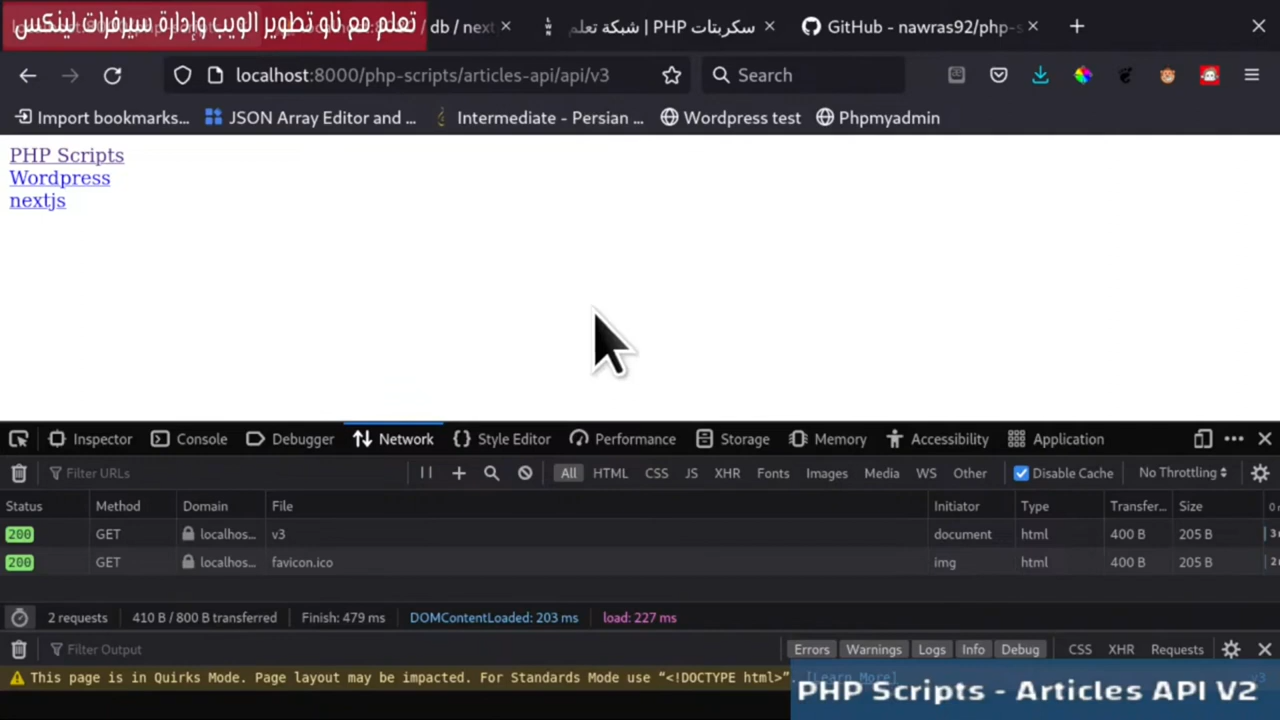 تعلم مع ناو تطوير الويب وإدارة سيرفرات لينكس
/ db / next
سكربتات PHP | شبكة تعلم
GitHub - nawras92/php-s
localhost:8000/php-scripts/articles-api/api/v3
Search
Import bookmarks...
JSON Array Editor and ...
Intermediate - Persian ...
Wordpress test
Phpmyadmin
PHP Scripts
Wordpress
nextjs
Inspector
Console
Debugger
Network
Style Editor
Performance
Storage
Memory
Accessibility
Application
Filter URLs
All
HTML
CSS
JS
XHR
Fonts
Images
Media
WS
Other
Disable Cache
No Throttling
Status Method Domain File Initiator Type Transfer... Size
200 GET localhos... v3 document html 400 B 205 B
200 GET localhos... favicon.ico img html 400 B 205 B
2 requests
410 B / 800 B transferred
Finish: 479 ms
DOMContentLoaded: 203 ms
load: 227 ms
Filter Output
Errors
Warnings
Logs
Info
Debug
CSS
XHR
Requests
This page is in Quirks Mode. Page layout may be impacted. For Standards Mode use “<!DOCTYPE html>”. [Learn More]
v3
PHP Scripts - Articles API V2